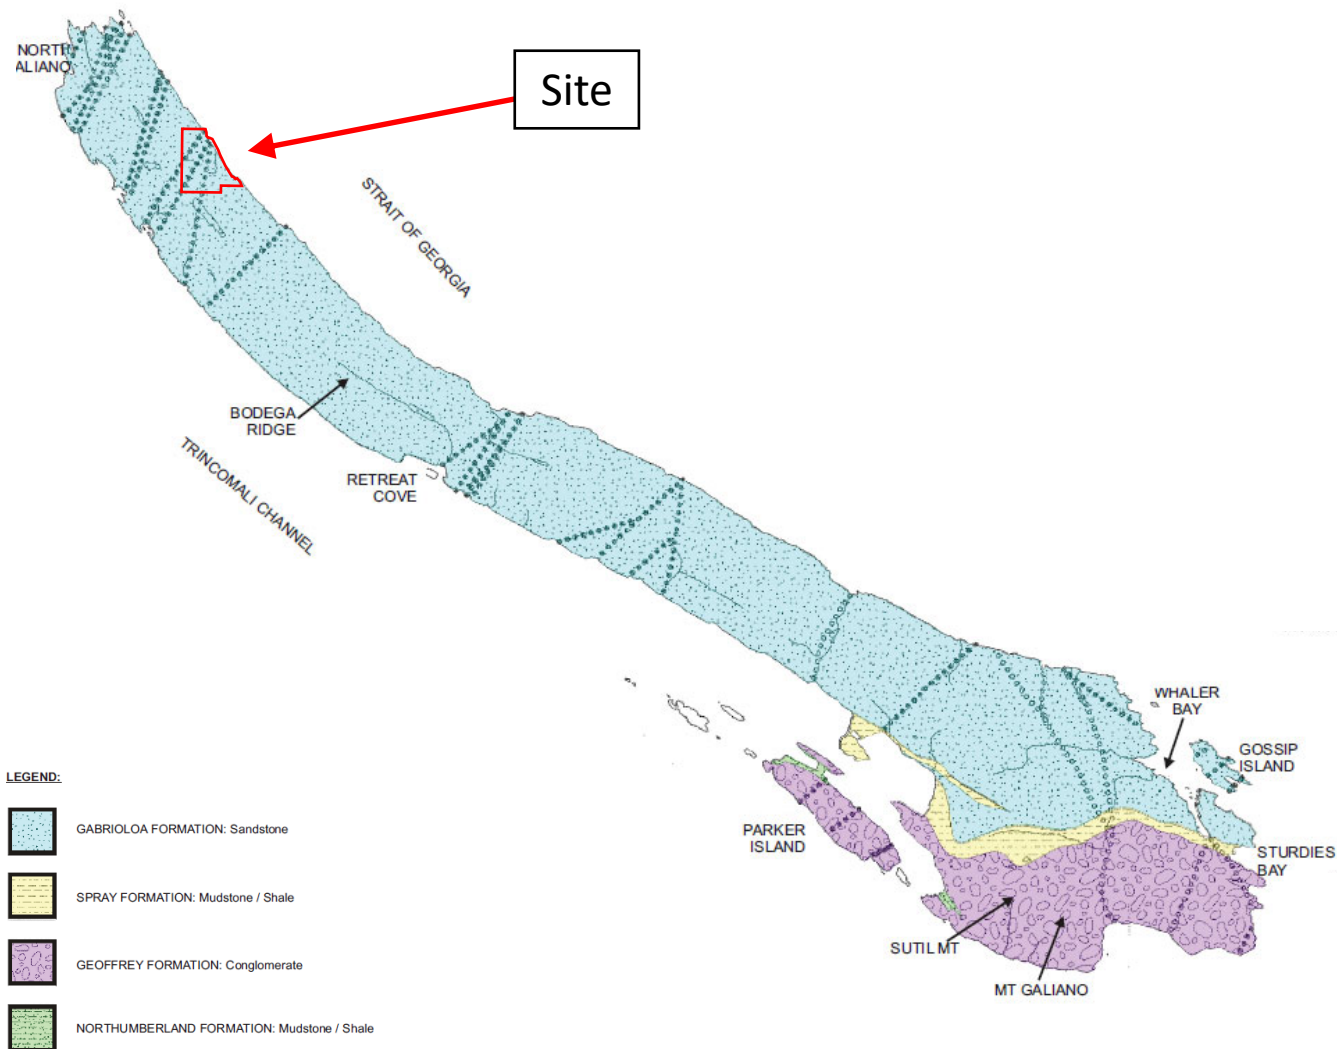 NORTH
ALIANO
Site
STRAIT OF GEORGIA
BODEGA
RIDGE
TRINCOMALI CHANNEL
RETREAT
COVE
WHALER
BAY
GOSSIP
ISLAND
PARKER
ISLAND
STURDIES
BAY
SUTIL MT
MT GALIANO
LEGEND:
GABRIOLOA FORMATION: Sandstone
SPRAY FORMATION: Mudstone / Shale
GEOFFREY FORMATION: Conglomerate
NORTHUMBERLAND FORMATION: Mudstone / Shale